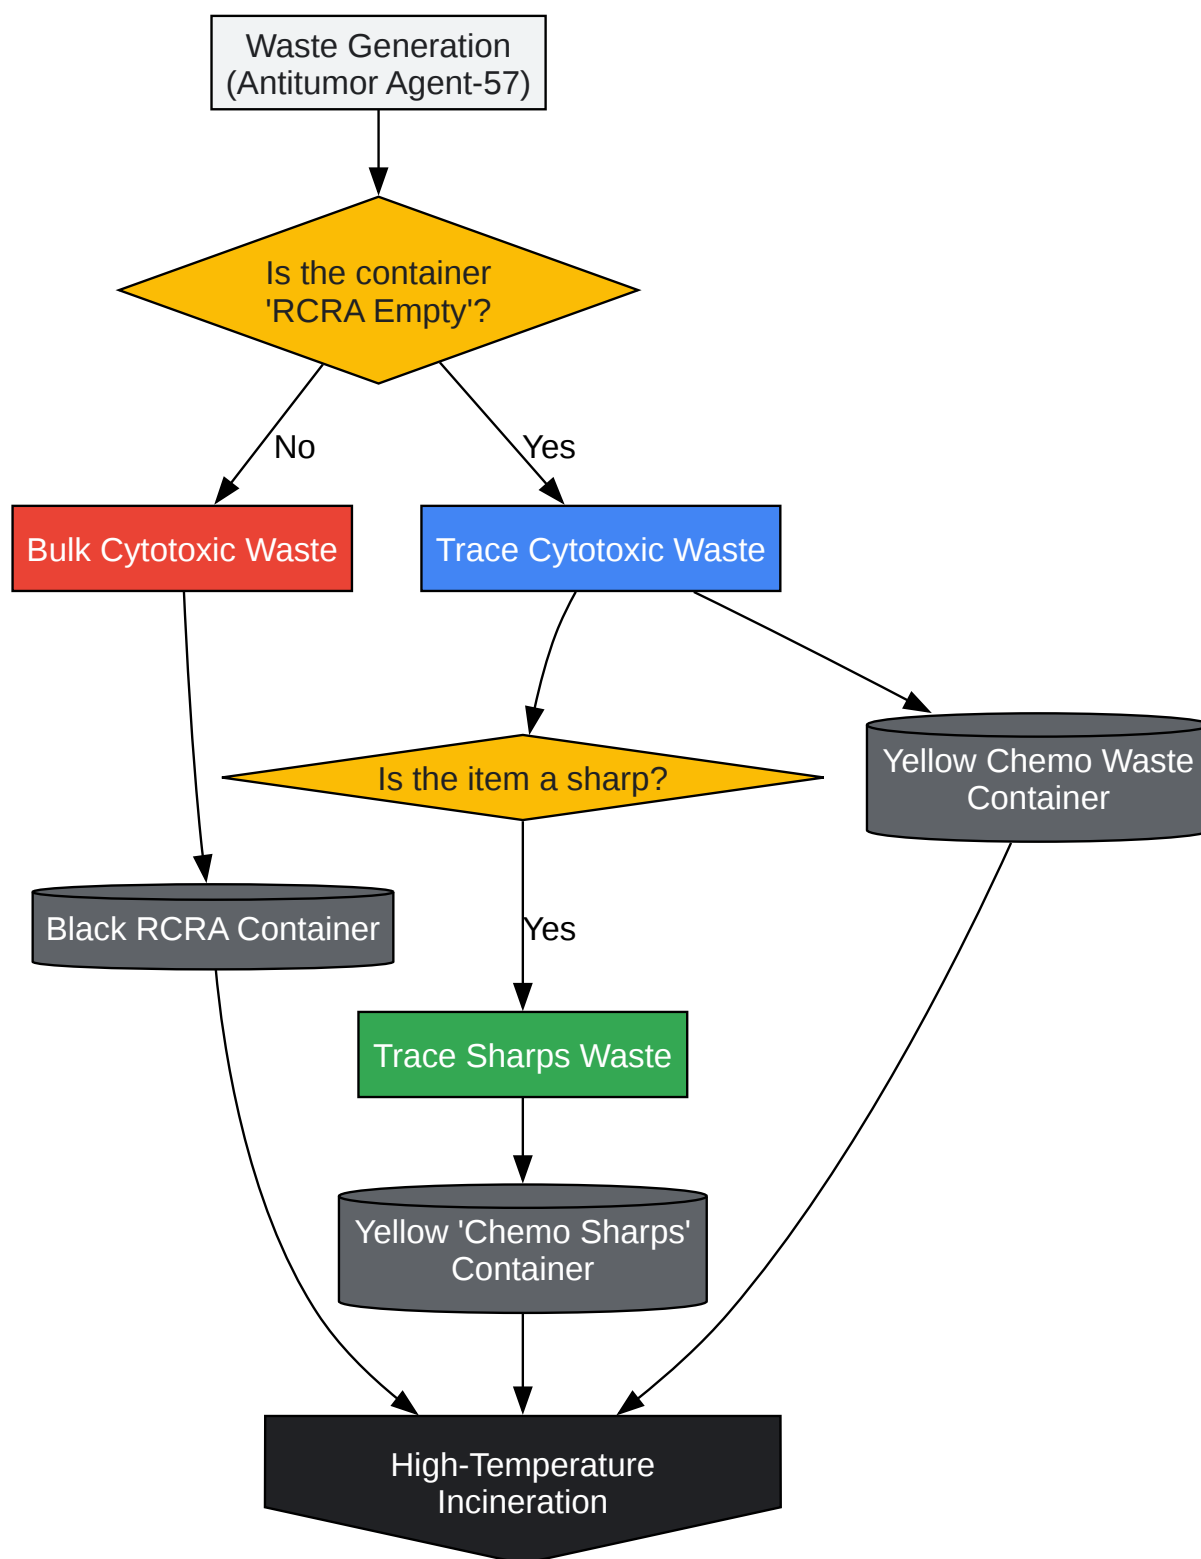 Waste Generation
(Antitumor Agent-57)
Is the container
'RCRA Empty'?
No
Yes
Bulk Cytotoxic Waste
Trace Cytotoxic Waste
Is the item a sharp?
Yellow Chemo Waste
Container
Black RCRA Container
Yes
Trace Sharps Waste
Yellow 'Chemo Sharps'
Container
High-Temperature
Incineration